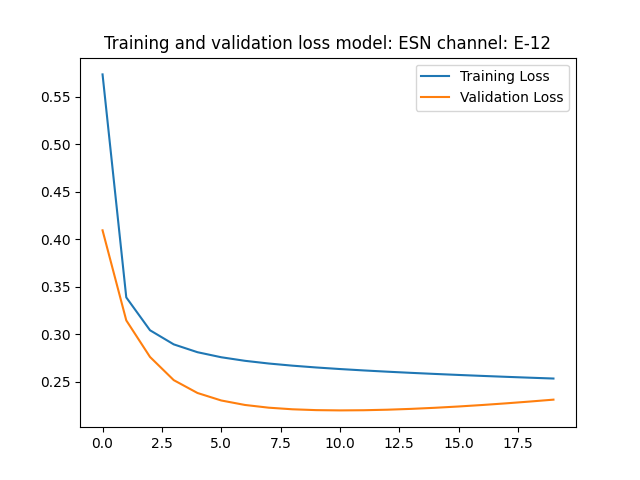 Training and validation loss model: ESN channel: E-12
Training Loss
Validation Loss
0.55
0.50
0.45
0.40
0.35
0.30
0.25
0.0 2.5 5.0 7.5 10.0 12.5 15.0 17.5